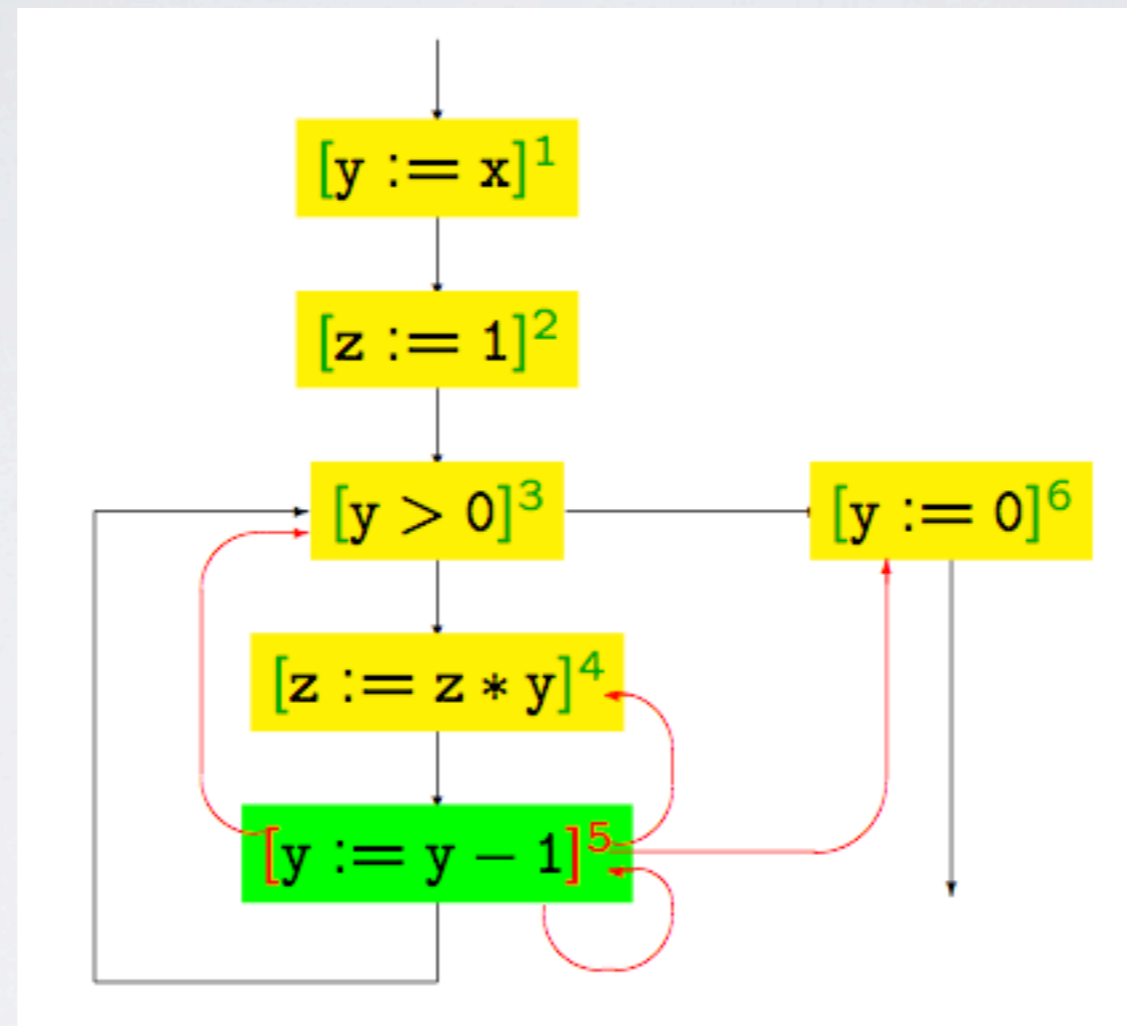 [y := x]¹
[z := 1]²
[y > 0]³
[y := 0]⁶
[z := z * y]⁴
[y := y − 1]⁵